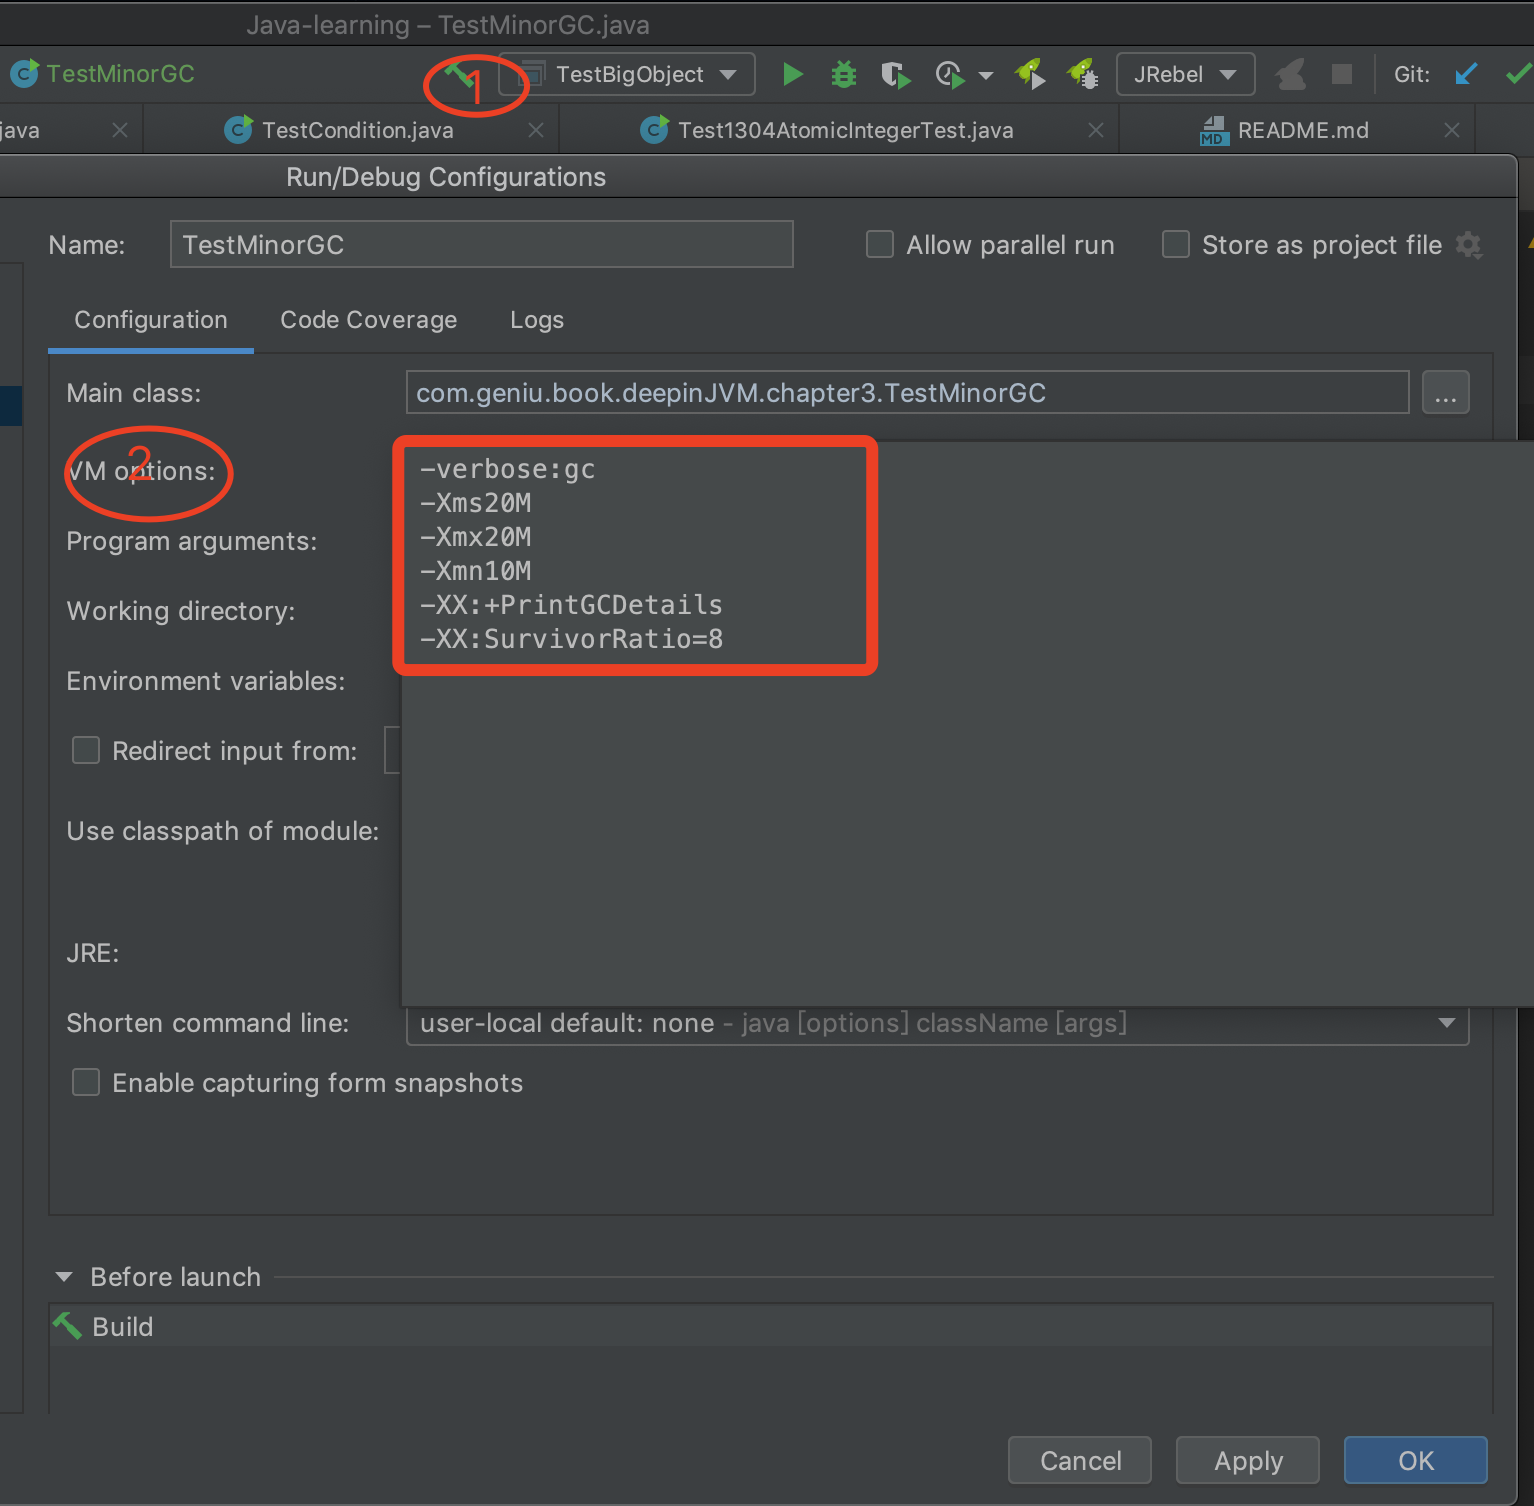 Java-learning – TestMinorGC.java
TestMinorGC
1
TestBigObject
JRebel
Git:
java
TestCondition.java
Test1304AtomicIntegerTest.java
README.md
Run/Debug Configurations
Name:
TestMinorGC
Allow parallel run
Store as project file
Configuration
Code Coverage
Logs
Main class:
com.geniu.book.deepinJVM.chapter3.TestMinorGC
...
2
VM options:
-verbose:gc
-Xms20M
-Xmx20M
-Xmn10M
-XX:+PrintGCDetails
-XX:SurvivorRatio=8
Program arguments:
Working directory:
Environment variables:
Redirect input from:
Use classpath of module:
JRE:
Shorten command line:
user-local default: none - java [options] className [args]
Enable capturing form snapshots
Before launch
Build
Cancel
Apply
OK